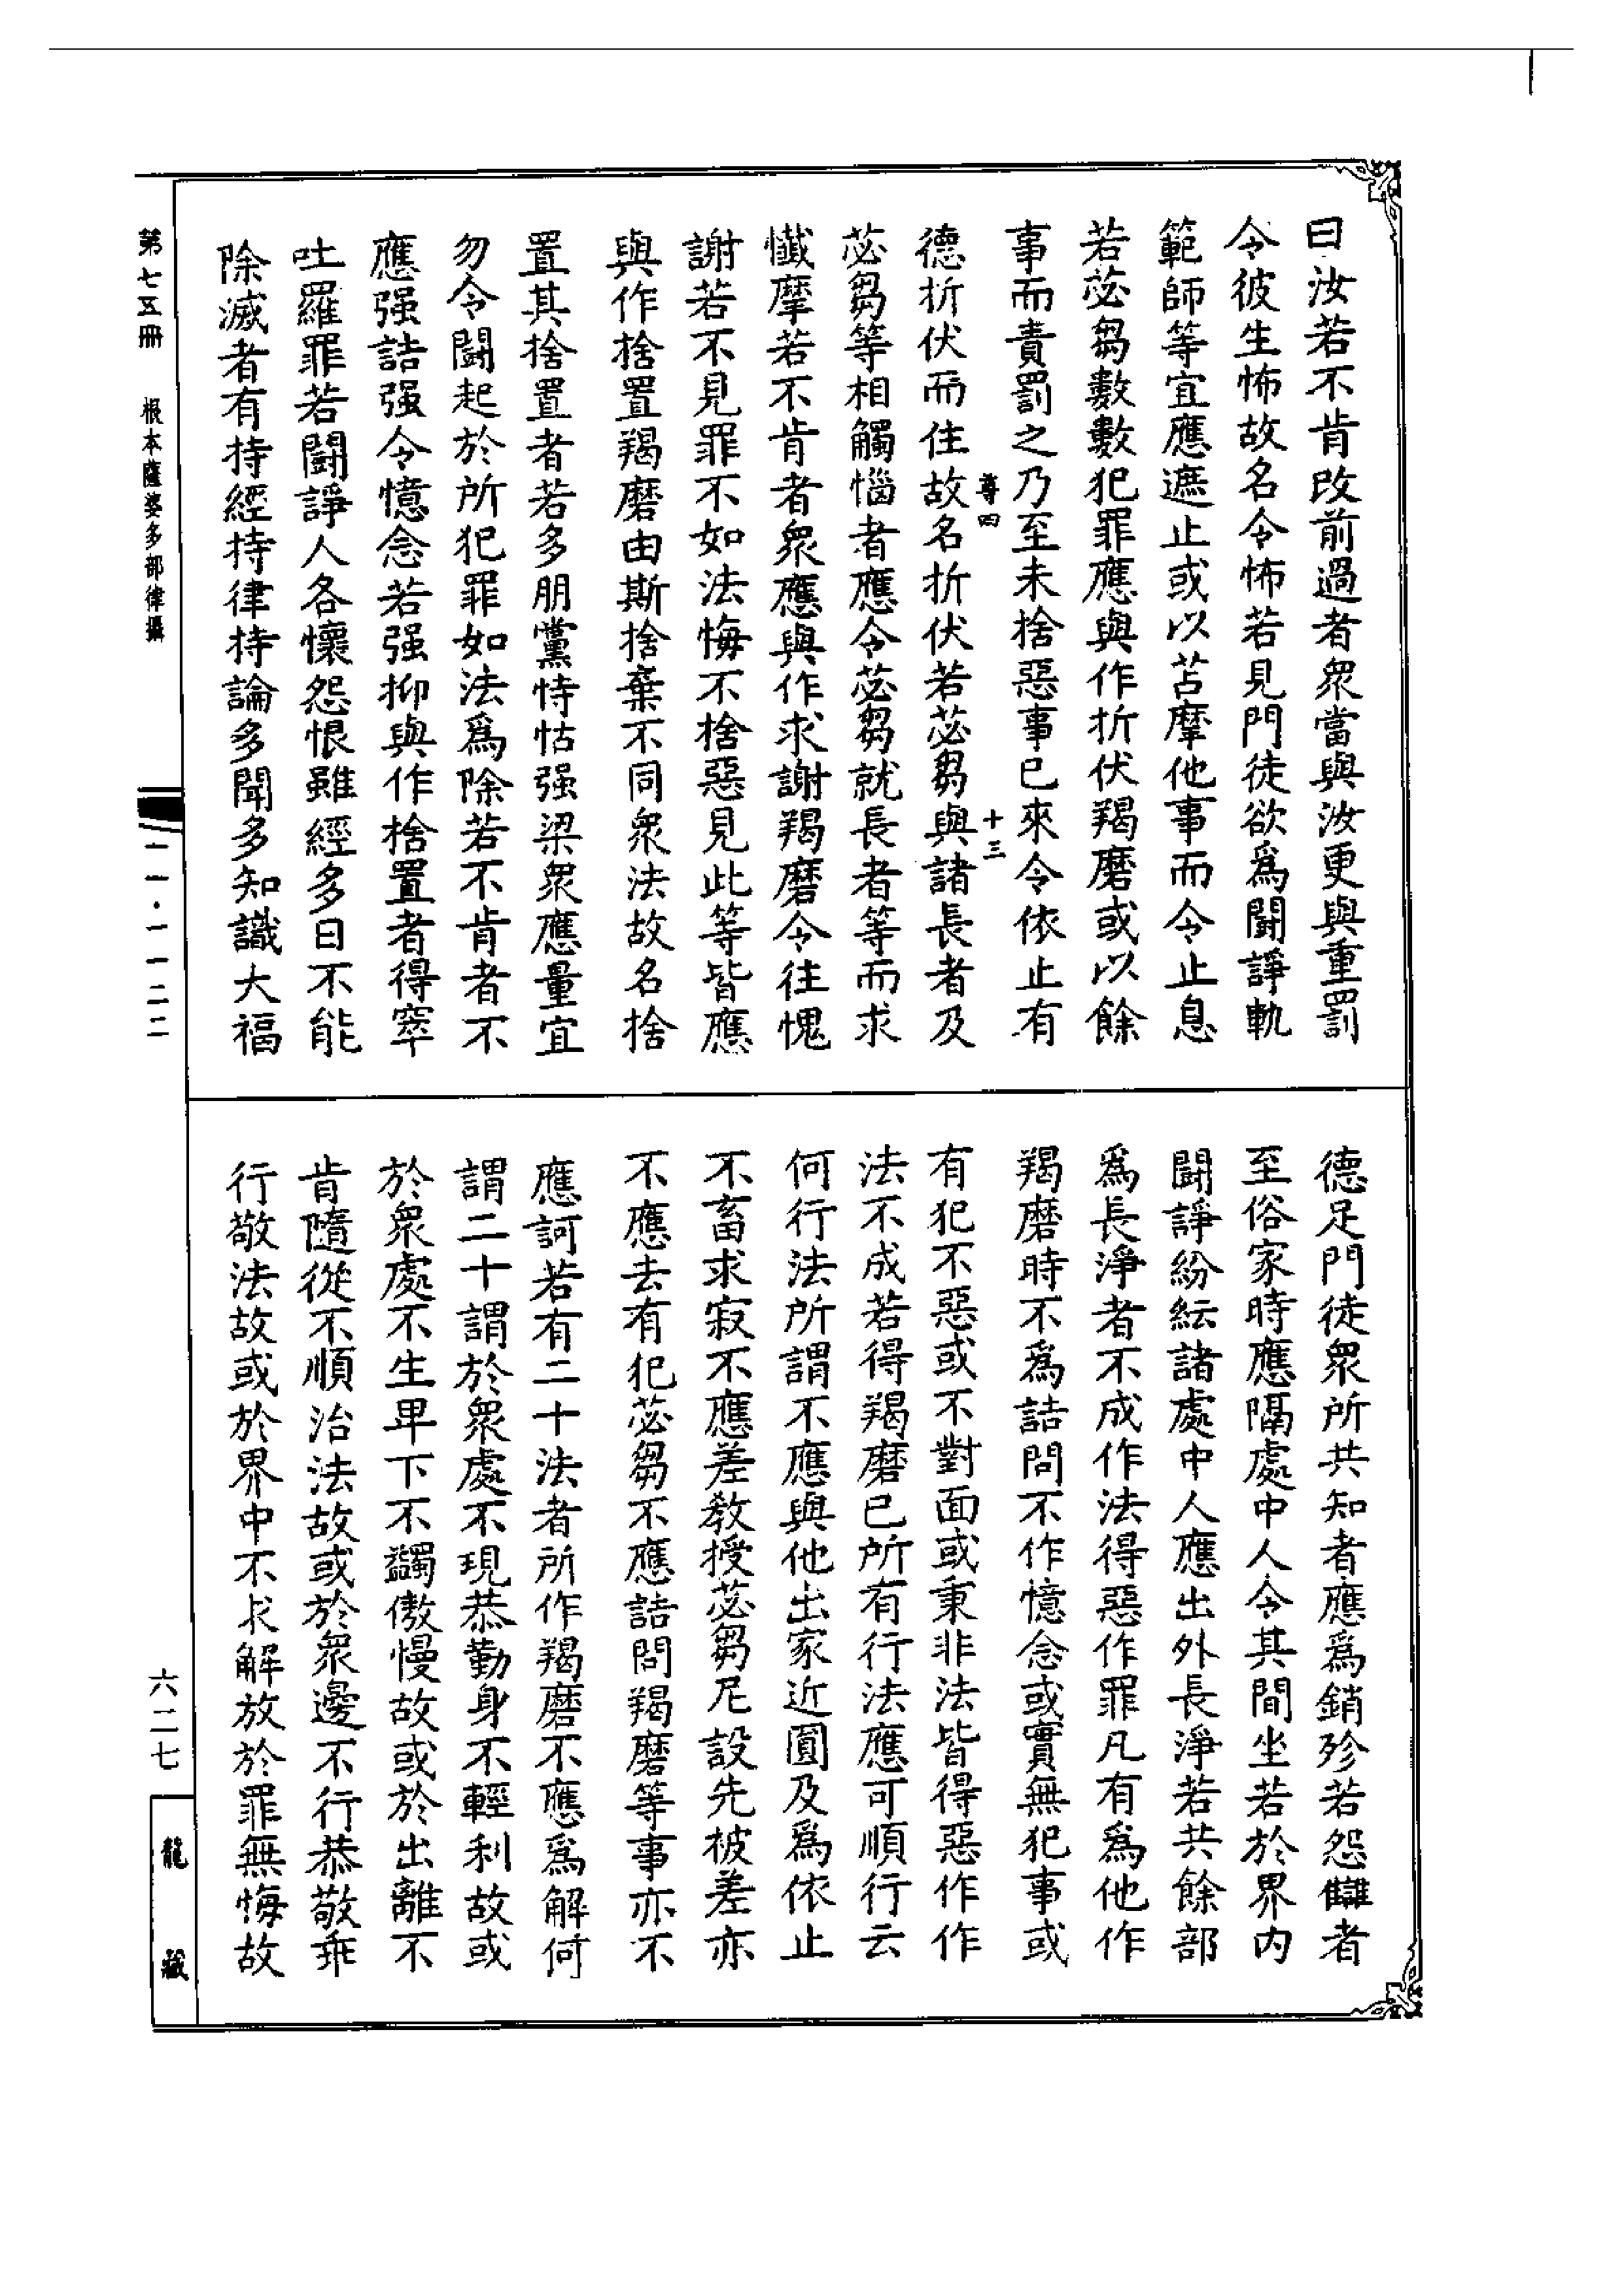 曰汝若不肯改前過者衆當與汝更與重罰
令彼生怖故名令怖若見門徒欲爲鬪諍軌
範師等宜應遮止或以苫摩他事而令止息
若苾芻數數犯罪應與作折伏羯磨或以餘
事而責罰之乃至未捨惡事已來令依止有
尊四
十三
德折伏而住故名折伏若苾芻與諸長者及
苾芻等相觸惱者應令苾芻就長者等而求
懺摩若不肯者衆應與作求謝羯磨令往愧
謝若不見罪不如法悔不捨惡見此等皆應
與作捨置羯磨由斯捨棄不同衆法故名捨
置其捨置者若多朋黨恃怙强梁衆應量宜
勿令鬪起於所犯罪如法爲除若不肯者不
應强詰强令憶念若强抑與作捨置者得窣
吐羅罪若鬪諍人各懷怨恨雖經多日不能
除滅者有持經持律持論多聞多知識大福
德足門徒衆所共知者應爲銷殄若怨讎者
至俗家時應隔處中人令其間坐若於界内
鬪諍紛紜諸處中人應出外長淨若共餘部
爲長淨者不成作法得惡作罪凡有爲他作
羯磨時不爲詰問不作憶念或實無犯事或
有犯不惡或不對面或秉非法皆得惡作作
法不成若得羯磨已所有行法應可順行云
何行法所謂不應與他出家近圓及爲依止
不畜求寂不應差教授苾芻尼設先被差亦
不應去有犯苾芻不應詰問羯磨等事亦不
應訶若有二十法者所作羯磨不應爲解何
謂二十謂於衆處不現恭勤身不輕利故或
於衆處不生卑下不蠲傲慢故或於出離不
肯隨從不順治法故或於衆邊不行恭敬乖
行敬法故或於界中不求解放於罪無悔故
第七五冊
根本薩婆多部律攝
一一一·一一二二
六二七
龍藏